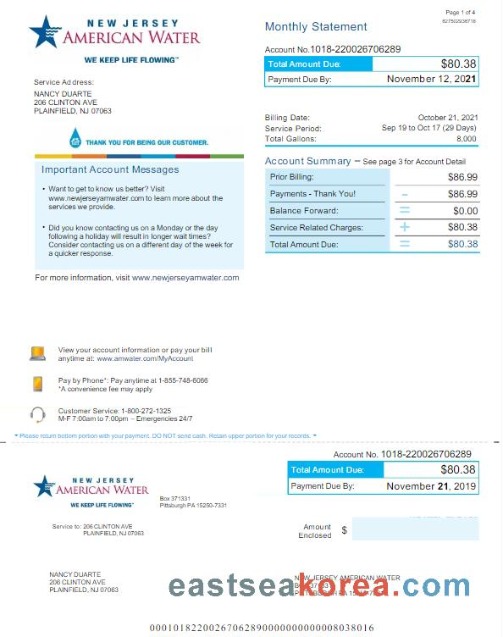 Page 1 of 4
NEW JERSEY
AMERICAN WATER
WE KEEP LIFE FLOWING™
Monthly Statement
Account No. 1018-220026706289
Total Amount Due: $80.38
Payment Due By: November 12, 2021
Service Address:
NANCY DUARTE
206 CLINTON AVE
PLAINFIELD, NJ 07063
Billing Date: October 21, 2021
Service Period: Sep 19 to Oct 17 (29 Days)
Total Gallons: 8,000
THANK YOU FOR BEING OUR CUSTOMER.
Important Account Messages
• Want to get to know us better? Visit
www.newjerseyamwater.com to learn more about the
services we provide.
• Did you know contacting us on a Monday or the day
following a holiday will result in longer wait times?
Consider contacting us on a different day of the week for
a quicker response.
For more information, visit www.newjerseyamwater.com
Account Summary – See page 3 for Account Detail
Prior Billing: $86.99
Payments - Thank You! - $86.99
Balance Forward: = $0.00
Service Related Charges: + $80.38
Total Amount Due: = $80.38
View your account information or pay your bill
anytime at: www.amwater.com/MyAccount
Pay by Phone*: Pay anytime at 1-855-748-6066
*A convenience fee may apply
Customer Service: 1-800-272-1325
M-F 7:00am to 7:00pm – Emergencies 24/7
Please return bottom portion with your payment. DO NOT send cash. Retain upper portion for your records.
NEW JERSEY
AMERICAN WATER
WE KEEP LIFE FLOWING™
Box 371331
Pittsburgh PA 15250-7331
Account No. 1018-220026706289
Total Amount Due: $80.38
Payment Due By: November 21, 2019
Service to: 206 CLINTON AVE
PLAINFIELD, NJ 07063
Amount
Enclosed $
NANCY DUARTE
206 CLINTON AVE
PLAINFIELD, NJ 07063
NEW JERSEY AMERICAN WATER
eastseakorea.com